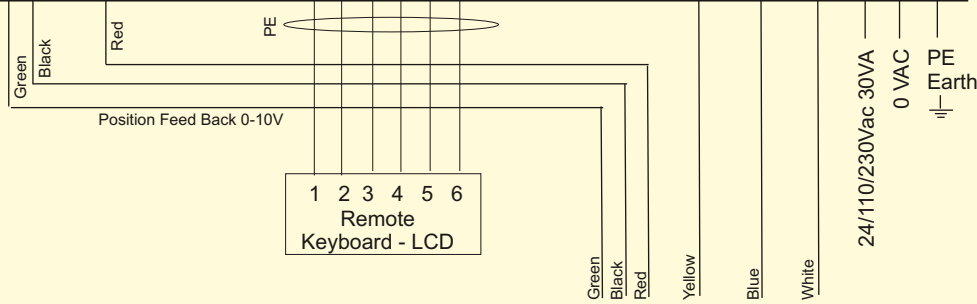 Green
Black
Red
PE
Position Feed Back 0-10V
1 2 3 4 5 6
Remote
Keyboard - LCD
Green
Black
Red
Yellow
Blue
White
24/110/230Vac 30VA
0 VAC
PE
Earth